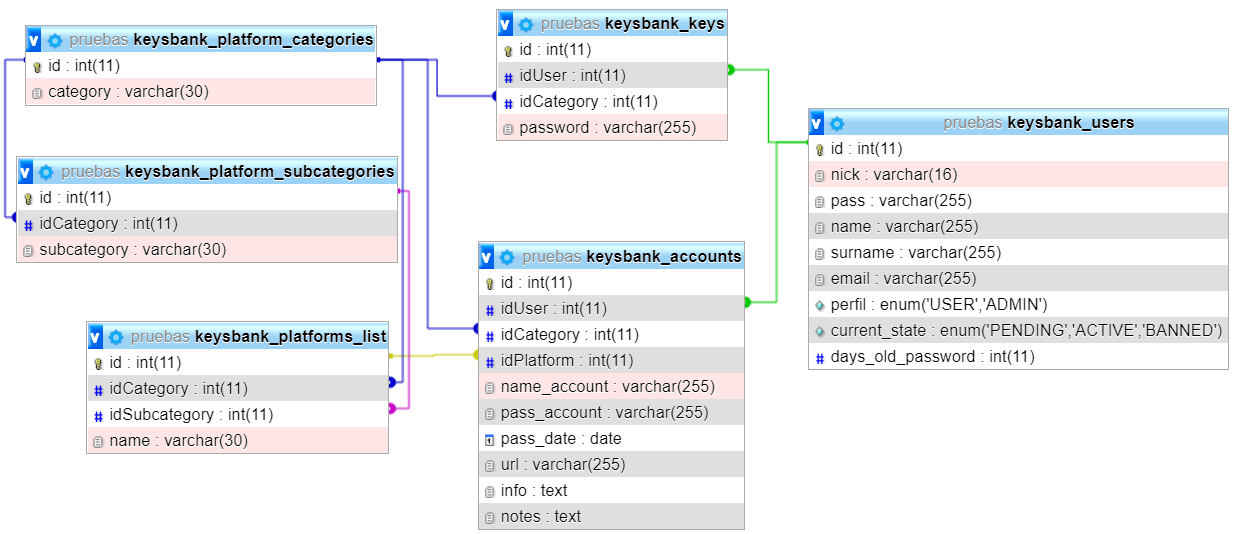 pruebas keysbank_platform_categories
id : int(11)
category : varchar(30)
pruebas keysbank_platform_subcategories
id : int(11)
idCategory : int(11)
subcategory : varchar(30)
pruebas keysbank_platforms_list
id : int(11)
idCategory : int(11)
idSubcategory : int(11)
name : varchar(30)
pruebas keysbank_keys
id : int(11)
idUser : int(11)
idCategory : int(11)
password : varchar(255)
pruebas keysbank_accounts
id : int(11)
idUser : int(11)
idCategory : int(11)
idPlatform : int(11)
name_account : varchar(255)
pass_account : varchar(255)
pass_date : date
url : varchar(255)
info : text
notes : text
pruebas keysbank_users
id : int(11)
nick : varchar(16)
pass : varchar(255)
name : varchar(255)
surname : varchar(255)
email : varchar(255)
perfil : enum('USER','ADMIN')
current_state : enum('PENDING','ACTIVE','BANNED')
days_old_password : int(11)